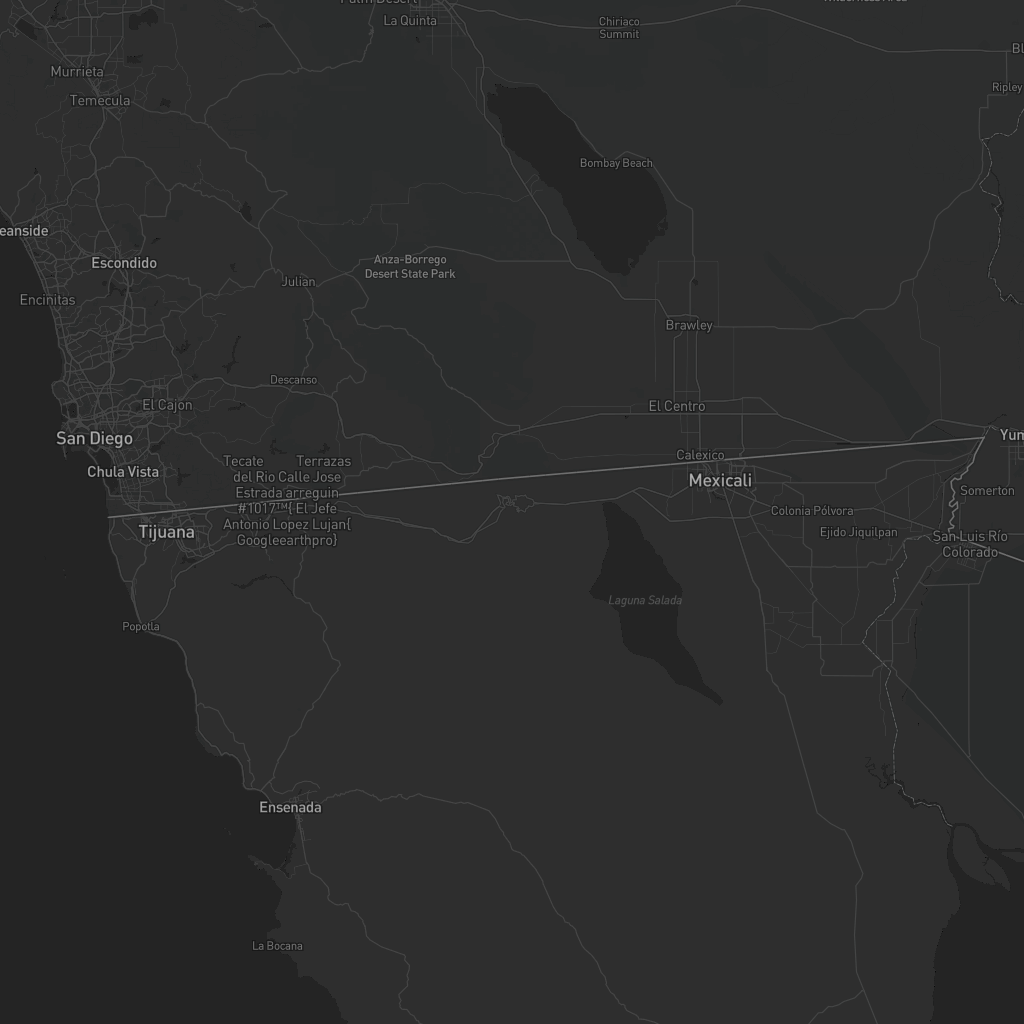 La Quinta
Chiriaco
Summit
Murrieta
Temecula
Ripley
Bombay Beach
eanside
Escondido
Anza-Borrego
Desert State Park
Julian
Encinitas
Brawley
Descanso
El Cajon
El Centro
San Diego
Yum
Calexico
Tecate Terrazas
del Rio Calle Jose
Estrada arreguin
#1017™{ El Jefe
Antonio Lopez Lujan{
Googleearthpro}
Chula Vista
Mexicali
Somerton
Colonia Pólvora
Tijuana
Ejido Jiquilpan
San Luis Río
Colorado
Laguna Salada
Popotla
Ensenada
La Bocana